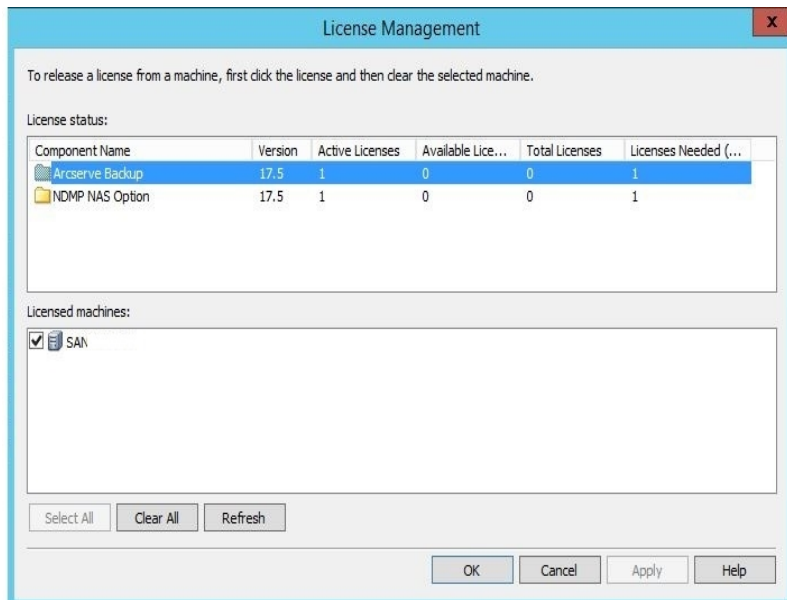 License Management
x
To release a license from a machine, first click the license and then clear the selected machine.
License status:
Component Name Version Active Licenses Available Lice... Total Licenses Licenses Needed (...
Arcserve Backup 17.5 1 0 0 1
NDMP NAS Option 17.5 1 0 0 1
Licensed machines:
SAN
Select All Clear All Refresh
OK Cancel Apply Help